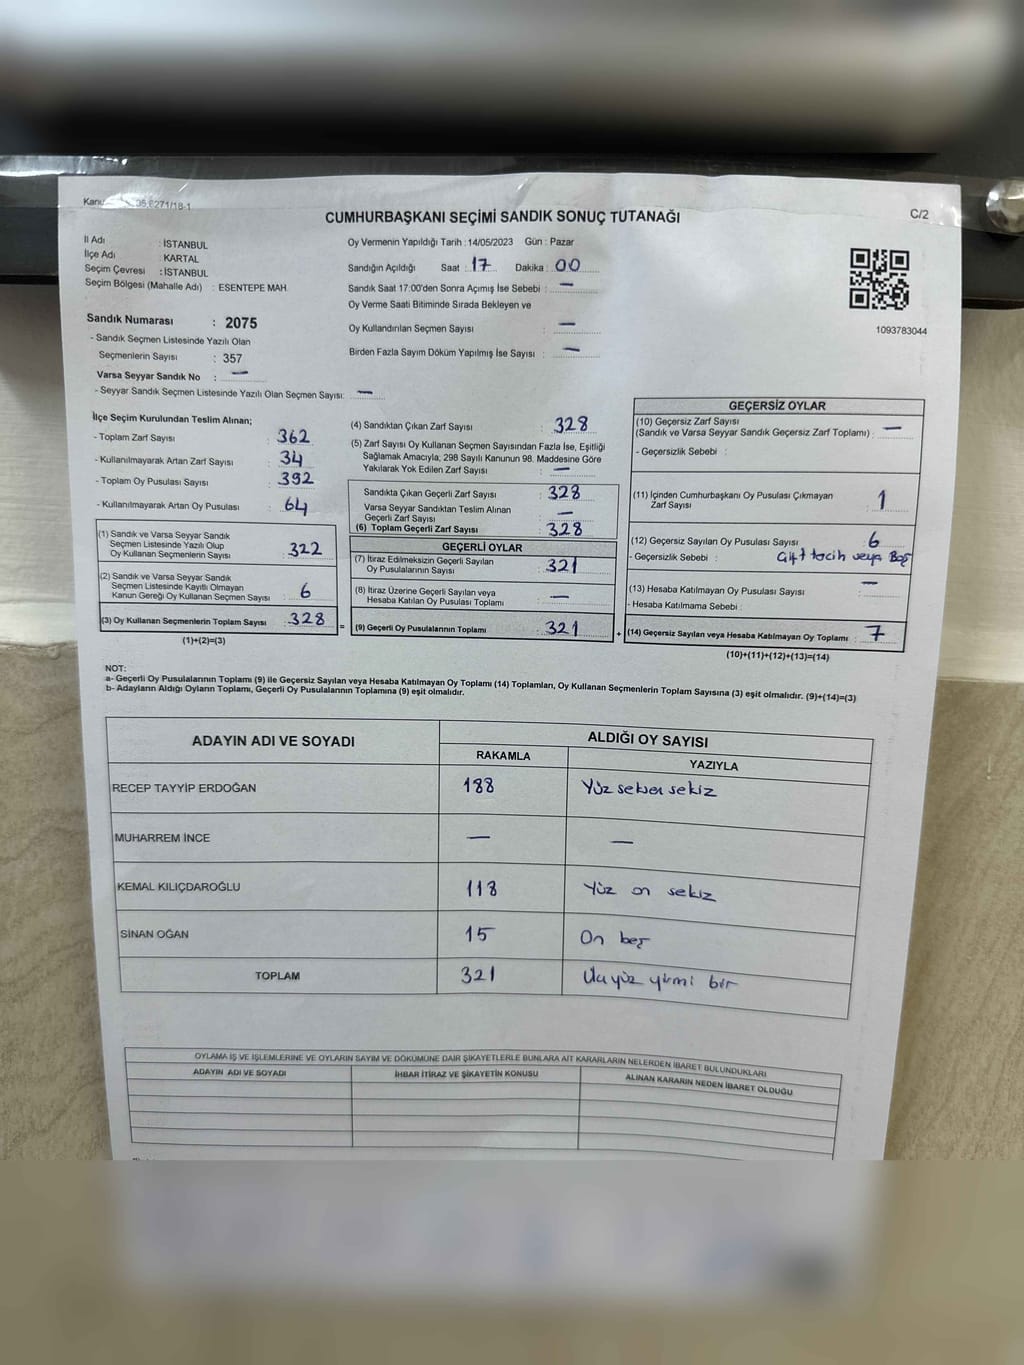 CUMHURBAŞKANI SEÇİMİ SANDIK SONUÇ TUTANAĞI
C/2
İl Adı : İSTANBUL
İlçe Adı : KARTAL
Seçim Çevresi : İSTANBUL
Seçim Bölgesi (Mahalle Adı) : ESENTEPE MAH.
Oy Vermenin Yapıldığı Tarih : 14/05/2023 Gün : Pazar
Sandığın Açıldığı Saat : 17 Dakika : 00
Sandık Saat 17:00'den Sonra Açımış İse Sebebi : —
Oy Verme Saati Bitiminde Sırada Bekleyen ve
Oy Kullandırılan Seçmen Sayısı : —
Birden Fazla Sayım Döküm Yapılmış İse Sayısı : —
1093783044
Sandık Numarası : 2075
- Sandık Seçmen Listesinde Yazılı Olan
Seçmenlerin Sayısı : 357
Varsa Seyyar Sandık No : —
- Seyyar Sandık Seçmen Listesinde Yazılı Olan Seçmen Sayısı: —
İlçe Seçim Kurulundan Teslim Alınan;
- Toplam Zarf Sayısı : 362
- Kullanılmayarak Artan Zarf Sayısı : 34
- Toplam Oy Pusulası Sayısı : 392
- Kullanılmayarak Artan Oy Pusulası : 64
(1) Sandık ve Varsa Seyyar Sandık
Seçmen Listesinde Yazılı Olup
Oy Kullanan Seçmenlerin Sayısı : 322
(2) Sandık ve Varsa Seyyar Sandık
Seçmen Listesinde Kayıtlı Olmayan
Kanun Gereği Oy Kullanan Seçmen Sayısı : 6
(3) Oy Kullanan Seçmenlerin Toplam Sayısı : 328
(1)+(2)=(3)
(4) Sandıktan Çıkan Zarf Sayısı : 328
(5) Zarf Sayısı Oy Kullanan Seçmen Sayısından Fazla İse, Eşitliği
Sağlamak Amacıyla, 298 Sayılı Kanunun 98. Maddesine Göre
Yakılarak Yok Edilen Zarf Sayısı : —
Sandıkta Çıkan Geçerli Zarf Sayısı : 328
Varsa Seyyar Sandıktan Teslim Alınan
Geçerli Zarf Sayısı : —
(6) Toplam Geçerli Zarf Sayısı : 328
GEÇERLİ OYLAR
(7) İtiraz Edilmeksizin Geçerli Sayılan
Oy Pusulalarının Sayısı : 321
(8) İtiraz Üzerine Geçerli Sayılan veya
Hesaba Katılan Oy Pusulası Toplamı : —
= (9) Geçerli Oy Pusulalarının Toplamı : 321
GEÇERSİZ OYLAR
(10) Geçersiz Zarf Sayısı
(Sandık ve Varsa Seyyar Sandık Geçersiz Zarf Toplamı) : —
- Geçersizlik Sebebi :
(11) İçinden Cumhurbaşkanı Oy Pusulası Çıkmayan
Zarf Sayısı : 1
(12) Geçersiz Sayılan Oy Pusulası Sayısı : 6
- Geçersizlik Sebebi : Çift tercih veya Boş
(13) Hesaba Katılmayan Oy Pusulası Sayısı : —
- Hesaba Katılmama Sebebi :
+ (14) Geçersiz Sayılan veya Hesaba Katılmayan Oy Toplamı : 7
(10)+(11)+(12)+(13)=(14)
NOT:
a- Geçerli Oy Pusulalarının Toplamı (9) ile Geçersiz Sayılan veya Hesaba Katılmayan Oy Toplamı (14) Toplamları, Oy Kullanan Seçmenlerin Toplam Sayısına (3) eşit olmalıdır. (9)+(14)=(3)
b- Adayların Aldığı Oyların Toplamı, Geçerli Oy Pusulalarının Toplamına (9) eşit olmalıdır.
ADAYIN ADI VE SOYADI
ALDIĞI OY SAYISI
RAKAMLA YAZIYLA
RECEP TAYYİP ERDOĞAN 188 Yüz seksen sekiz
MUHARREM İNCE — —
KEMAL KILIÇDAROĞLU 118 Yüz on sekiz
SİNAN OĞAN 15 On beş
TOPLAM 321 Üçyüz yirmi bir
OYLAMA İŞ VE İŞLEMLERİNE VE OYLARIN SAYIM VE DÖKÜMÜNE DAİR ŞİKAYETLERLE BUNLARA AİT KARARLARIN NELERDEN İBARET BULUNDUKLARI
ADAYIN ADI VE SOYADI İHBAR İTİRAZ VE ŞİKAYETİN KONUSU ALINAN KARARIN NEDEN İBARET OLDUĞU